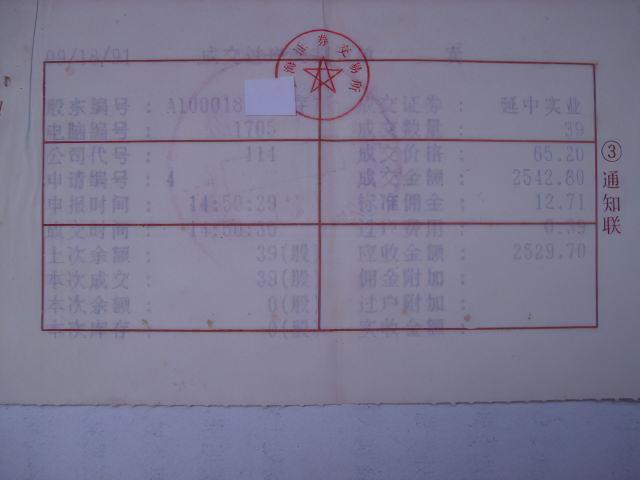 09/18/91 成交过户 卖
海证券交易所
股东编号： A100018 成交证券： 延中实业
电脑编号： 1705 成交数量： 39
公司代号： 114 成交价格： 65.20
申请编号： 4 成交金额： 2542.80
申报时间： 14:50:29 标准佣金： 12.71
成交时间： 14:50:30 过户费用： 0.39
上次余额： 39(股) 应收金额： 2529.70
本次成交： 39(股) 佣金附加：
本次余额： 0(股) 过户附加：
本次库存： 0(股) 实收金额：
③通知联